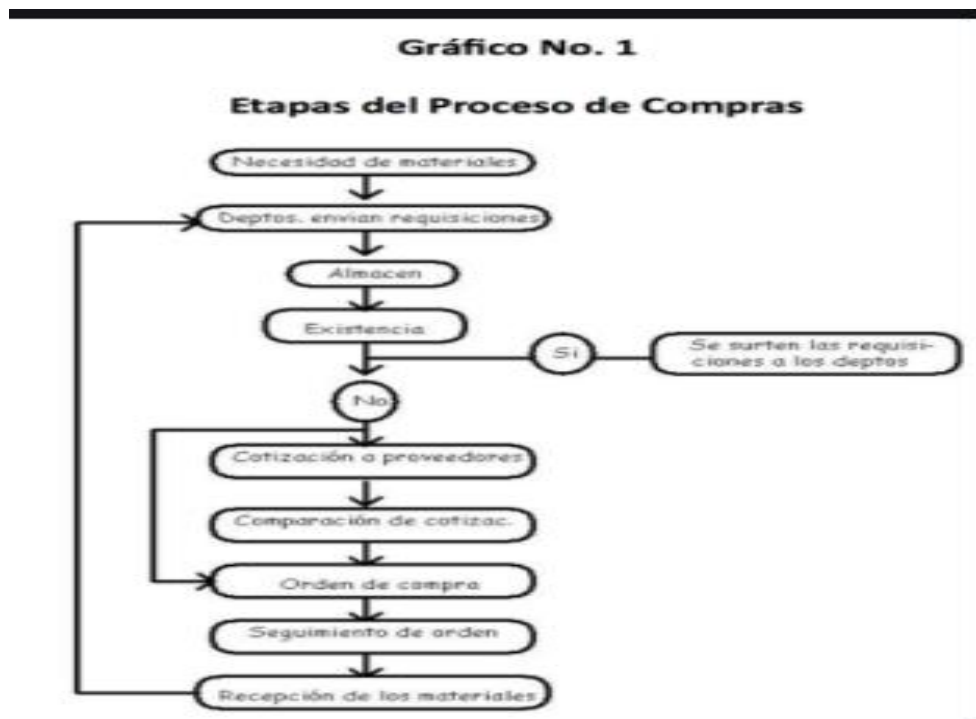 Gráfico No. 1
Etapas del Proceso de Compras
Necesidad de materiales
Deptos. envian requisiciones
Almacen
Existencia
Si
Se surten las requisi-
ciones a los deptos
No
Cotización a proveedores
Comparación de cotizac.
Orden de compra
Seguimiento de orden
Recepción de los materiales